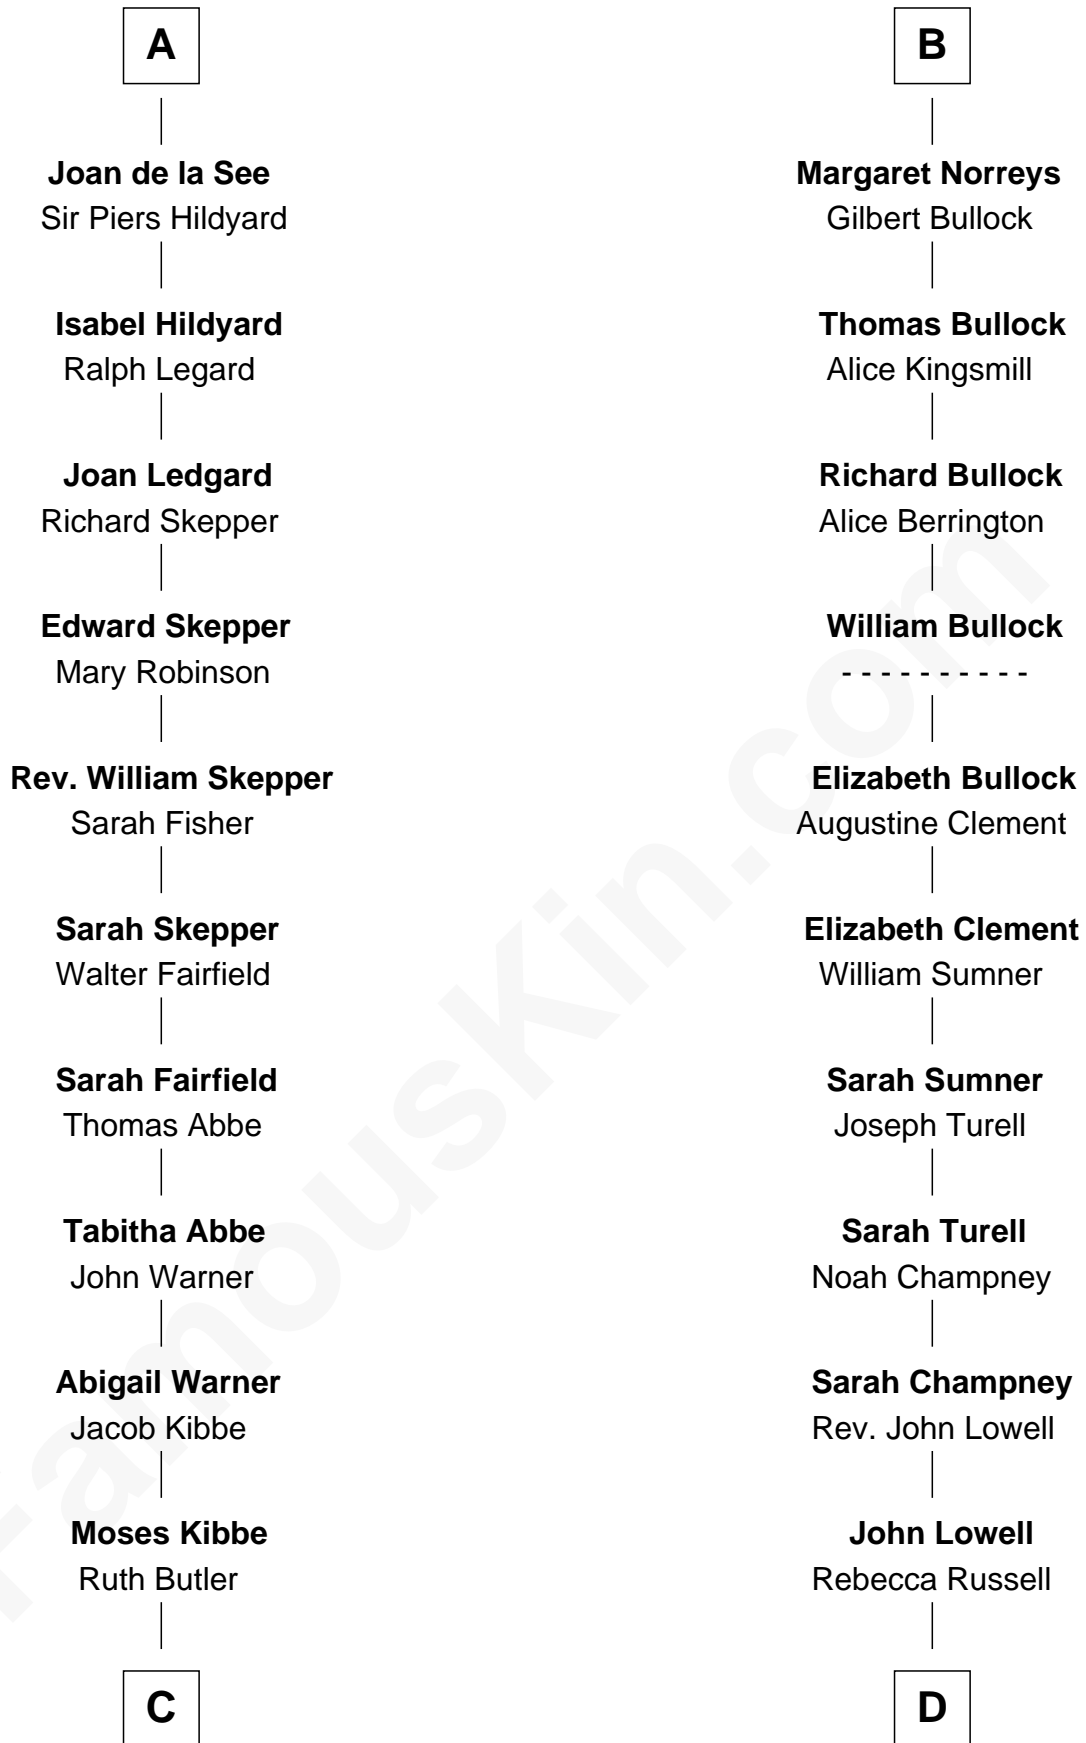 A
Joan de la See
Sir Piers Hildyard
Isabel Hildyard
Ralph Legard
Joan Ledgard
Richard Skepper
Edward Skepper
Mary Robinson
Rev. William Skepper
Sarah Fisher
Sarah Skepper
Walter Fairfield
Sarah Fairfield
Thomas Abbe
Tabitha Abbe
John Warner
Abigail Warner
Jacob Kibbe
Moses Kibbe
Ruth Butler
C
B
Margaret Norreys
Gilbert Bullock
Thomas Bullock
Alice Kingsmill
Richard Bullock
Alice Berrington
William Bullock
- - - - - - - - - -
Elizabeth Bullock
Augustine Clement
Elizabeth Clement
William Sumner
Sarah Sumner
Joseph Turell
Sarah Turell
Noah Champney
Sarah Champney
Rev. John Lowell
John Lowell
Rebecca Russell
D
FamousKin.com